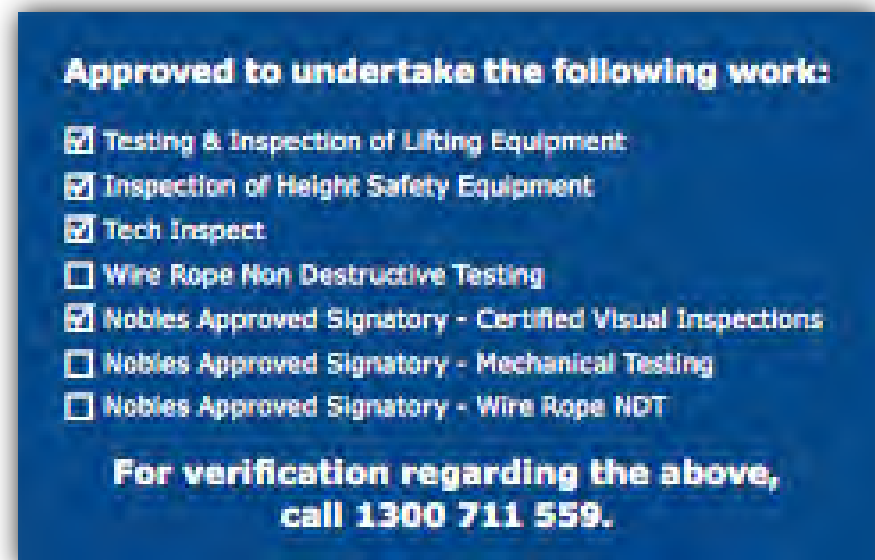 Approved to undertake the following work:
☑ Testing & Inspection of Lifting Equipment
☑ Inspection of Height Safety Equipment
☑ Tech Inspect
☐ Wire Rope Non Destructive Testing
☑ Nobles Approved Signatory - Certified Visual Inspections
☐ Nobles Approved Signatory - Mechanical Testing
☐ Nobles Approved Signatory - Wire Rope NDT
For verification regarding the above,
call 1300 711 559.